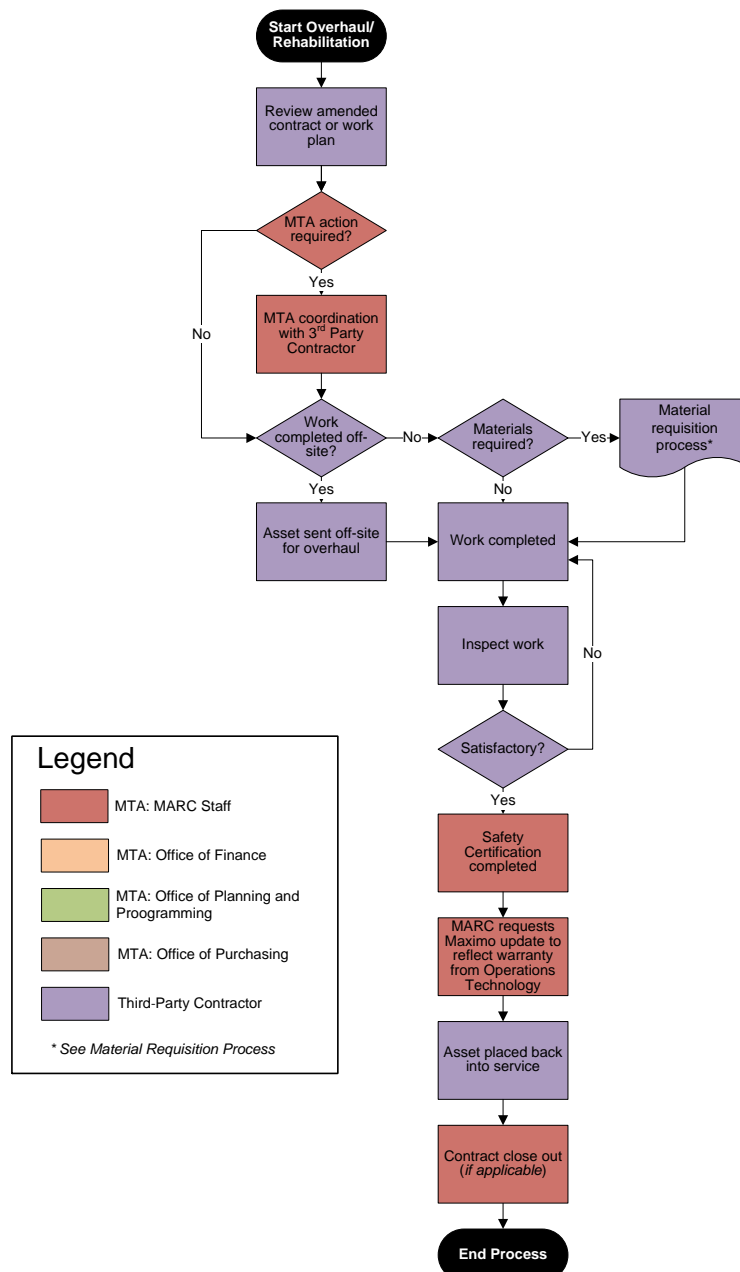 Start Overhaul/
Rehabilitation
Review amended
contract or work
plan
MTA action
required?
Yes
No
MTA coordination
with 3rd Party
Contractor
Work
completed off-
site?
No
Materials
required?
Yes
Material
requisition
process*
Yes
No
Asset sent off-site
for overhaul
Work completed
Inspect work
No
Satisfactory?
Yes
Safety
Certification
completed
MARC requests
Maximo update to
reflect warranty
from Operations
Technology
Asset placed back
into service
Contract close out
(if applicable)
End Process
Legend
MTA: MARC Staff
MTA: Office of Finance
MTA: Office of Planning and
Proogramming
MTA: Office of Purchasing
Third-Party Contractor
* See Material Requisition Process